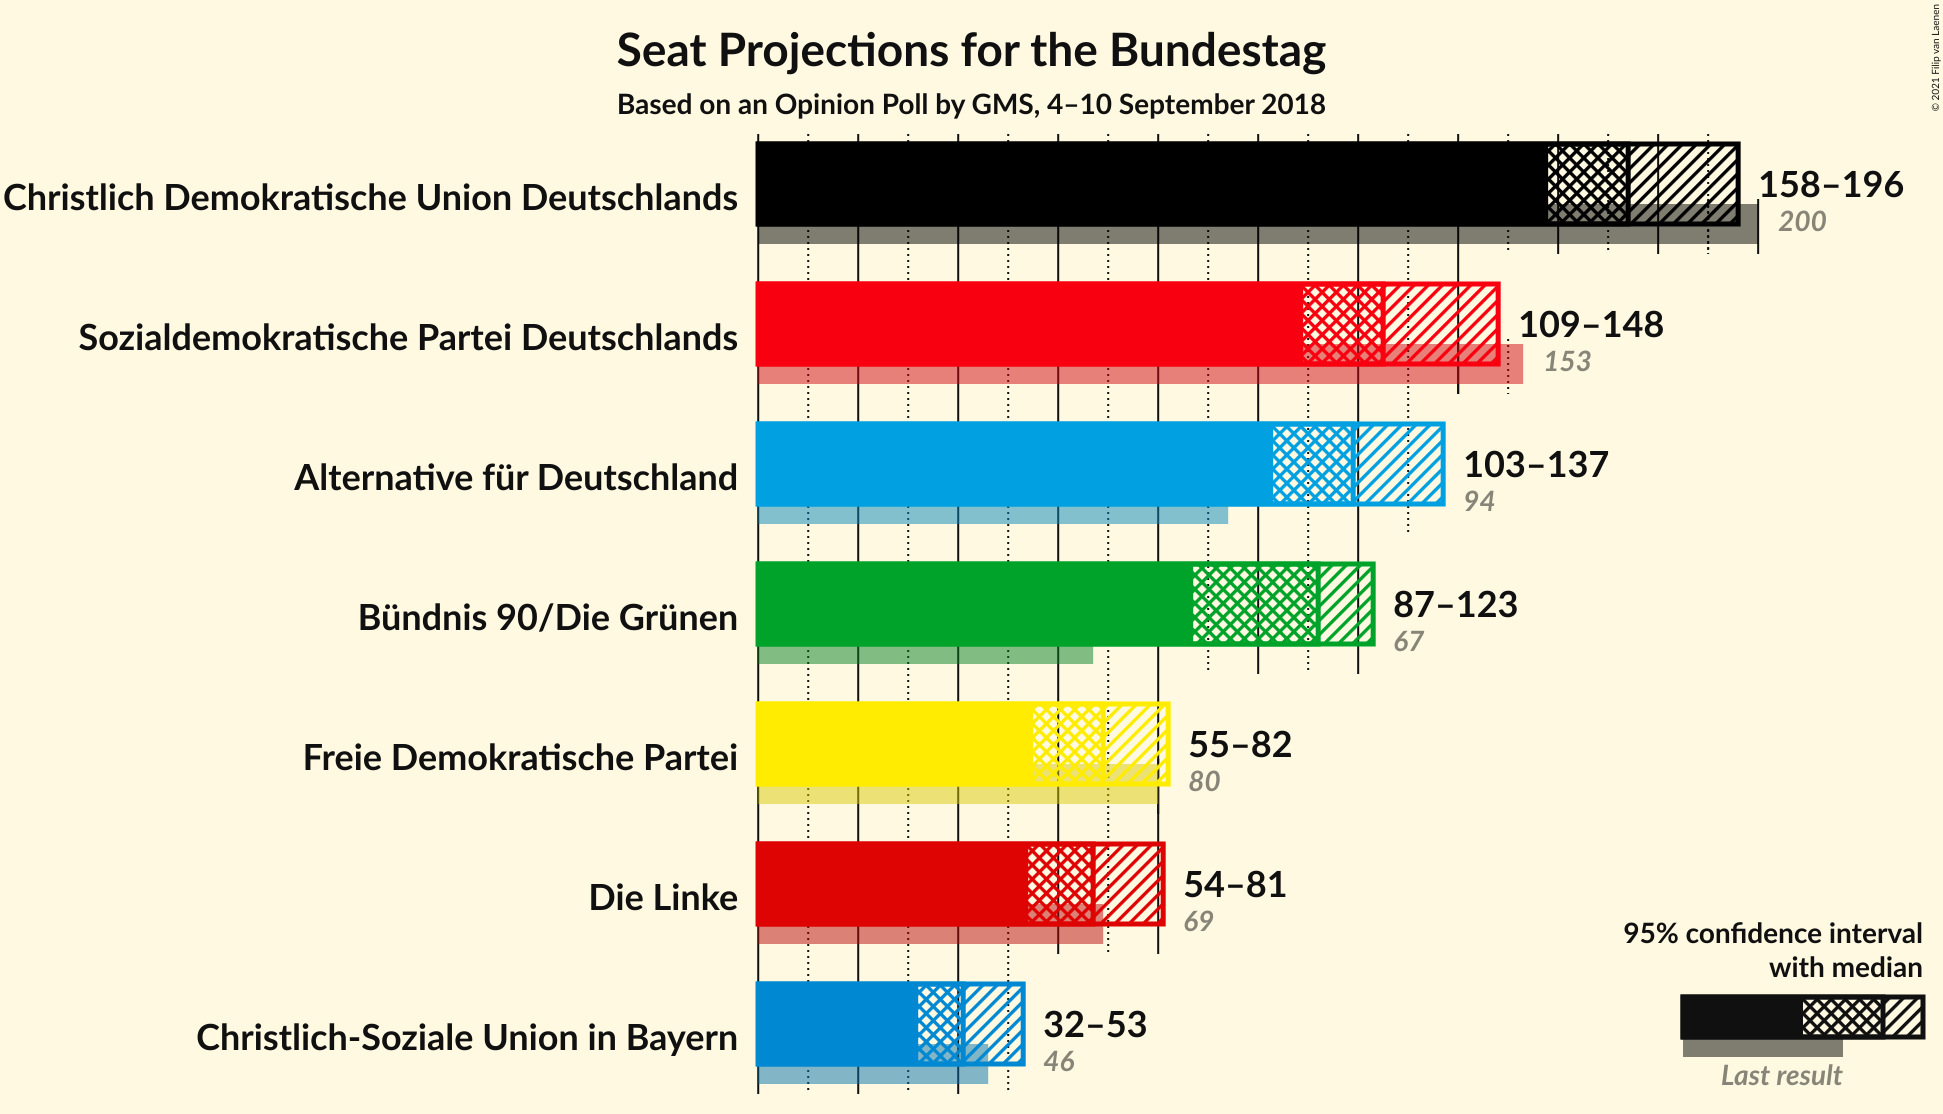 Seat Projections for the Bundestag
Based on an Opinion Poll by GMS, 4–10 September 2018
© 2021 Filip van Laenen
Christlich Demokratische Union Deutschlands
158–196
200
Sozialdemokratische Partei Deutschlands
109–148
153
Alternative für Deutschland
103–137
94
Bündnis 90/Die Grünen
87–123
67
Freie Demokratische Partei
55–82
80
Die Linke
54–81
69
Christlich-Soziale Union in Bayern
32–53
46
95% confidence interval
with median
Last result